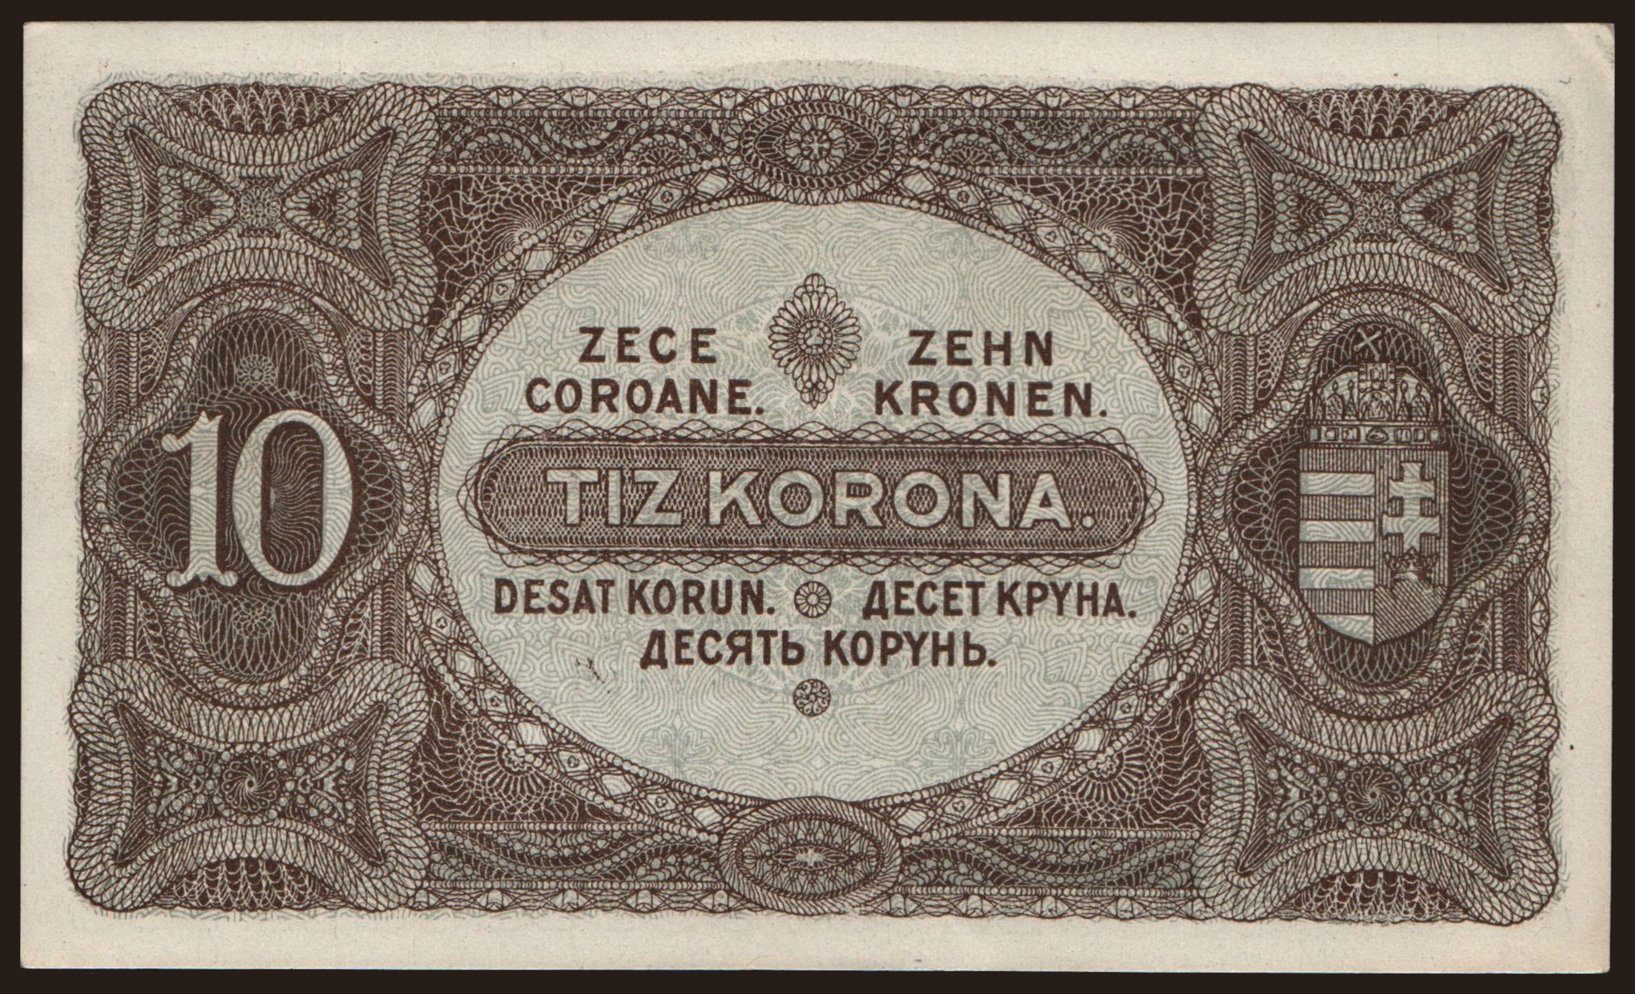 ZECE COROANE.
ZEHN KRONEN.
10
TIZ KORONA.
DESAT KORUN.
ДЕСЕТ КРУНА.
ДЕСЯТЬ КОРУНЬ.